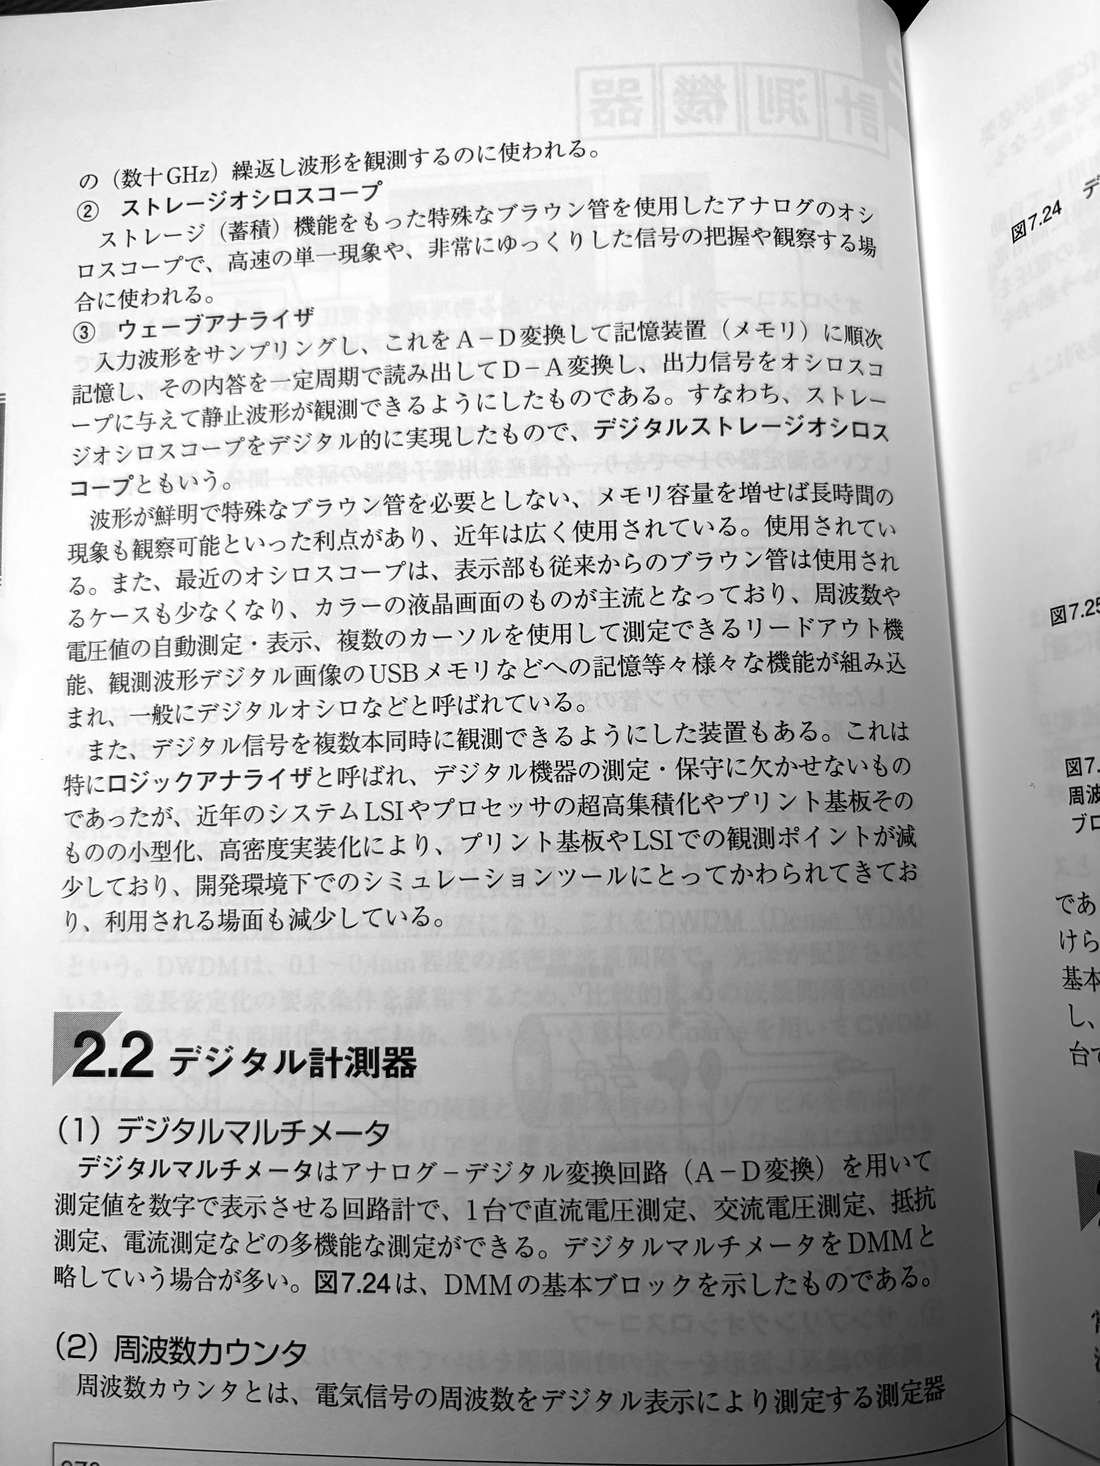 の（数十GHz）繰返し波形を観測するのに使われる。
② ストレージオシロスコープ
ストレージ（蓄積）機能をもった特殊なブラウン管を使用したアナログのオシ
ロスコープで、高速の単一現象や、非常にゆっくりした信号の把握や観察する場
合に使われる。
③ ウェーブアナライザ
入力波形をサンプリングし、これをA－D変換して記憶装置（メモリ）に順次
記憶し、その内答を一定周期で読み出してD－A変換し、出力信号をオシロスコ
ープに与えて静止波形が観測できるようにしたものである。すなわち、ストレー
ジオシロスコープをデジタル的に実現したもので、デジタルストレージオシロス
コープともいう。
波形が鮮明で特殊なブラウン管を必要としない、メモリ容量を増せば長時間の
現象も観察可能といった利点があり、近年は広く使用されている。使用されてい
る。また、最近のオシロスコープは、表示部も従来からのブラウン管は使用され
るケースも少なくなり、カラーの液晶画面のものが主流となっており、周波数や
電圧値の自動測定・表示、複数のカーソルを使用して測定できるリードアウト機
能、観測波形デジタル画像のUSBメモリなどへの記憶等々様々な機能が組み込
まれ、一般にデジタルオシロなどと呼ばれている。
また、デジタル信号を複数本同時に観測できるようにした装置もある。これは
特にロジックアナライザと呼ばれ、デジタル機器の測定・保守に欠かせないもの
であったが、近年のシステムLSIやプロセッサの超高集積化やプリント基板その
ものの小型化、高密度実装化により、プリント基板やLSIでの観測ポイントが減
少しており、開発環境下でのシミュレーションツールにとってかわられてきてお
り、利用される場面も減少している。
2.2 デジタル計測器
（1）デジタルマルチメータ
デジタルマルチメータはアナログ－デジタル変換回路（A－D変換）を用いて
測定値を数字で表示させる回路計で、1台で直流電圧測定、交流電圧測定、抵抗
測定、電流測定などの多機能な測定ができる。デジタルマルチメータをDMMと
略していう場合が多い。図7.24は、DMMの基本ブロックを示したものである。
（2）周波数カウンタ
周波数カウンタとは、電気信号の周波数をデジタル表示により測定する測定器
図7.24 デ
図7.25
図7.
周波
ブロ
であ
けら
基本
し、
台で